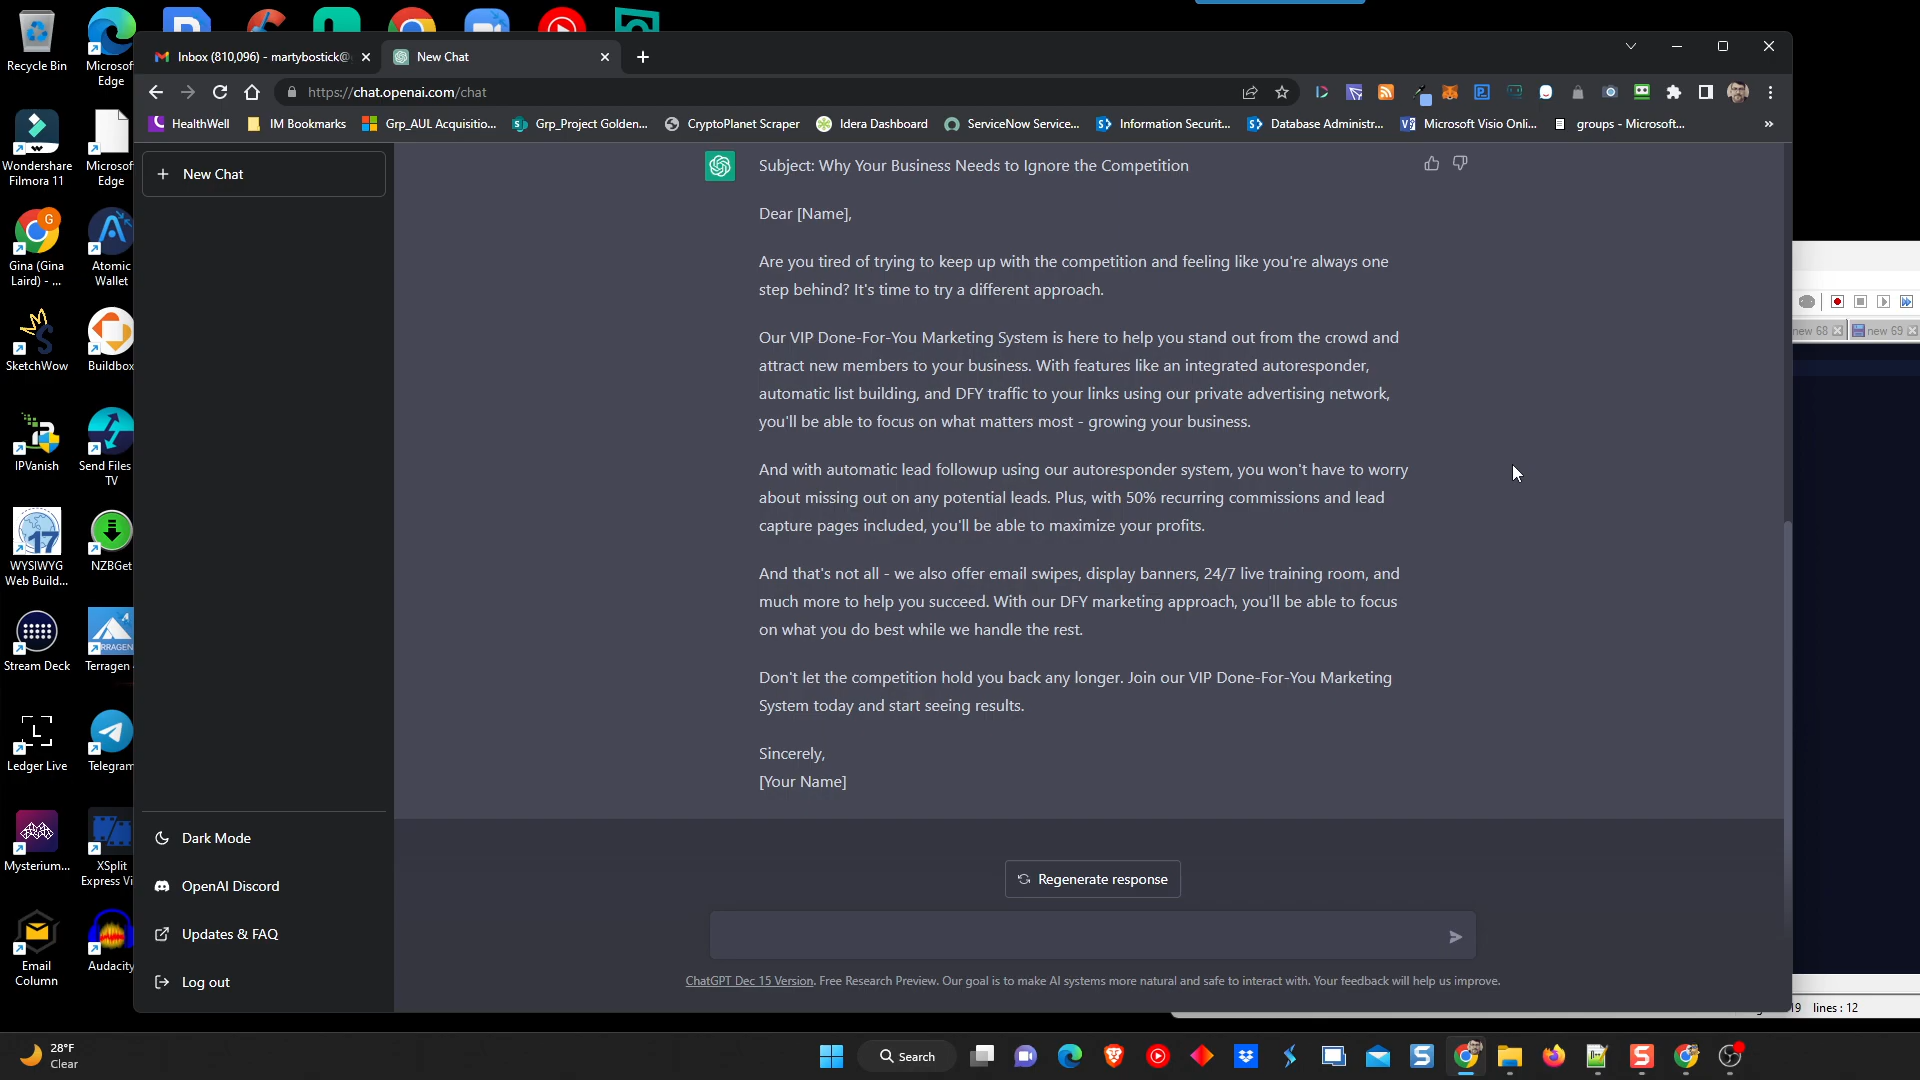 Recycle Bin
Microsof
Edge
Wondershare
Filmora 11
Microsof
Edge
Gina (Gina
Laird) - ...
Atomic
Wallet
SketchWow
Buildbox
IPVanish
Send Files
TV
WYSIWYG
Web Build...
NZBGet
Stream Deck
Terragen
Ledger Live
Telegram
Mysterium...
XSplit
Express Vi
Email
Column
Audacity
Inbox (810,096) - martybostick@
New Chat
https://chat.openai.com/chat
HealthWell
IM Bookmarks
Grp_AUL Acquisitio...
Grp_Project Golden...
CryptoPlanet Scraper
Idera Dashboard
ServiceNow Service...
Information Securit...
Database Administr...
Microsoft Visio Onli...
groups - Microsoft...
»
+ New Chat
Subject: Why Your Business Needs to Ignore the Competition
Dear [Name],
Are you tired of trying to keep up with the competition and feeling like you're always one
step behind? It's time to try a different approach.
Our VIP Done-For-You Marketing System is here to help you stand out from the crowd and
attract new members to your business. With features like an integrated autoresponder,
automatic list building, and DFY traffic to your links using our private advertising network,
you'll be able to focus on what matters most - growing your business.
And with automatic lead followup using our autoresponder system, you won't have to worry
about missing out on any potential leads. Plus, with 50% recurring commissions and lead
capture pages included, you'll be able to maximize your profits.
And that's not all - we also offer email swipes, display banners, 24/7 live training room, and
much more to help you succeed. With our DFY marketing approach, you'll be able to focus
on what you do best while we handle the rest.
Don't let the competition hold you back any longer. Join our VIP Done-For-You Marketing
System today and start seeing results.
Sincerely,
[Your Name]
Dark Mode
OpenAI Discord
Updates & FAQ
Log out
Regenerate response
ChatGPT Dec 15 Version. Free Research Preview. Our goal is to make AI systems more natural and safe to interact with. Your feedback will help us improve.
new 68
new 69
19 lines : 12
28°F
Clear
Search